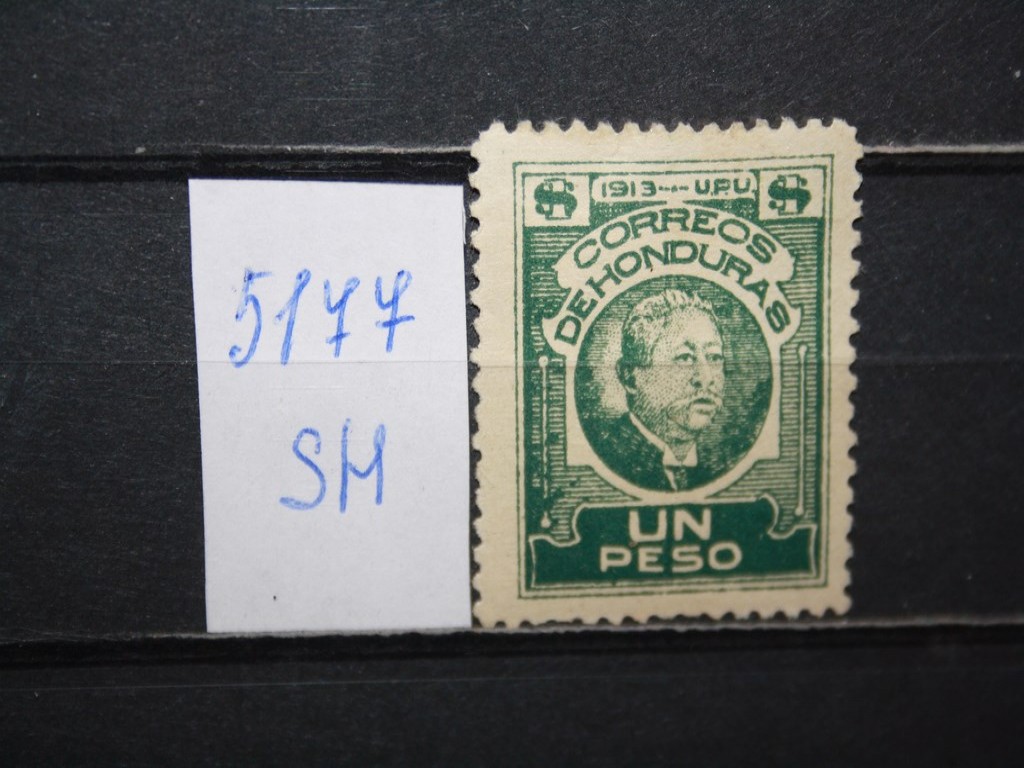 5177
SM
$ 1913---U.P.U. $
CORREOS
DE HONDURAS
UN
PESO